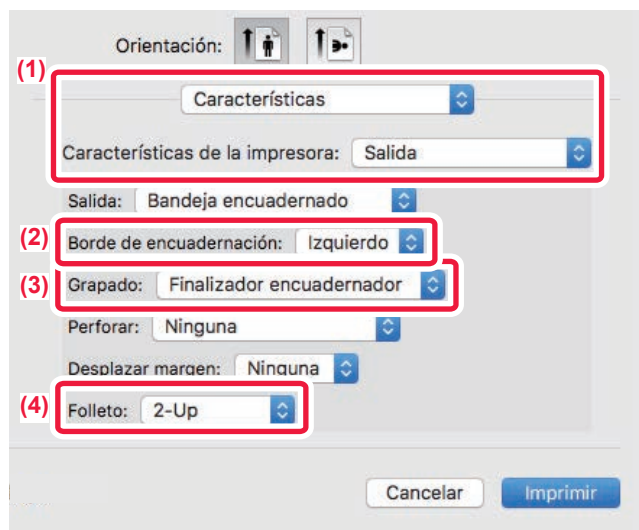 Orientación:
(1)
Características
Características de la impresora: Salida
Salida: Bandeja encuadernado
(2) Borde de encuadernación: Izquierdo
(3) Grapado: Finalizador encuadernador
Perforar: Ninguna
Desplazar margen: Ninguna
(4) Folleto: 2-Up
Cancelar Imprimir